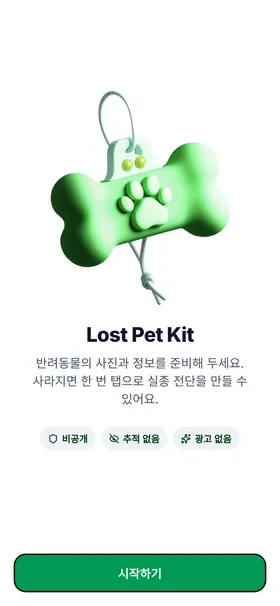 Lost Pet Kit
반려동물의 사진과 정보를 준비해 두세요.
사라지면 한 번 탭으로 실종 전단을 만들 수
있어요.
비공개 추적 없음 광고 없음
시작하기